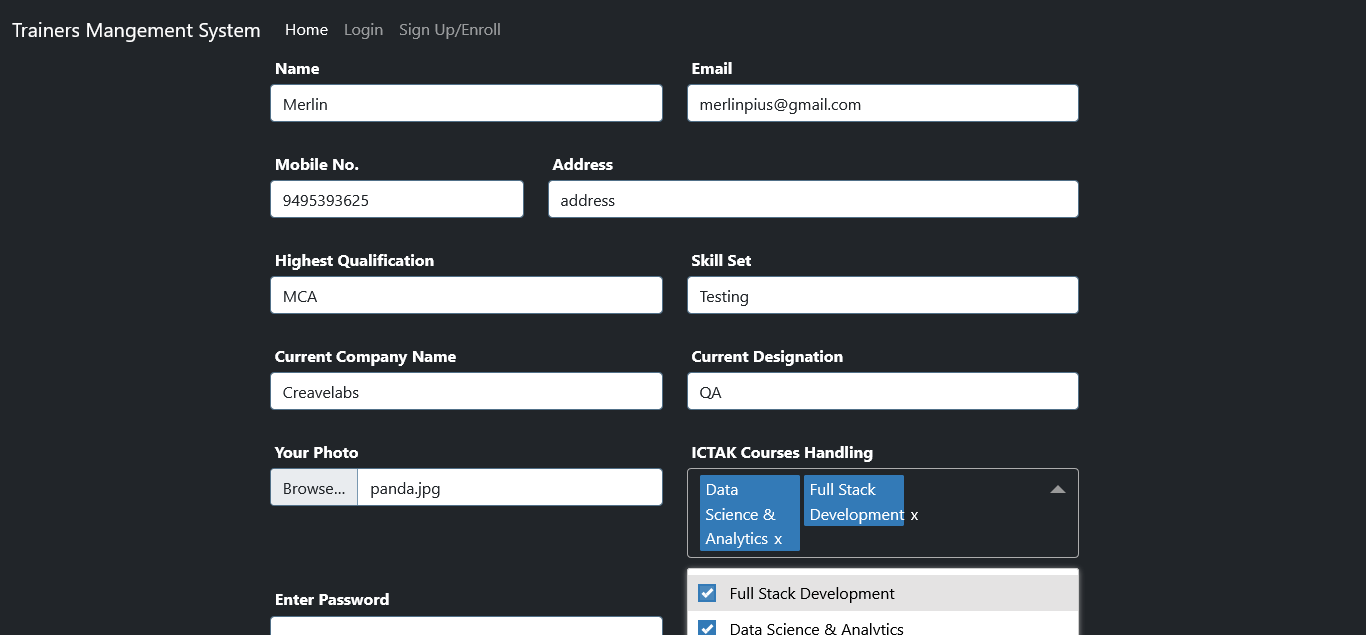 Trainers Mangement System Home Login Sign Up/Enroll
Name Email
Merlin merlinpius@gmail.com
Mobile No. Address
9495393625 address
Highest Qualification Skill Set
MCA Testing
Current Company Name Current Designation
Creavelabs QA
Your Photo ICTAK Courses Handling
Browse... panda.jpg
Data
Science &
Analytics x
Full Stack
Development x
Full Stack Development
Enter Password
Data Science & Analytics